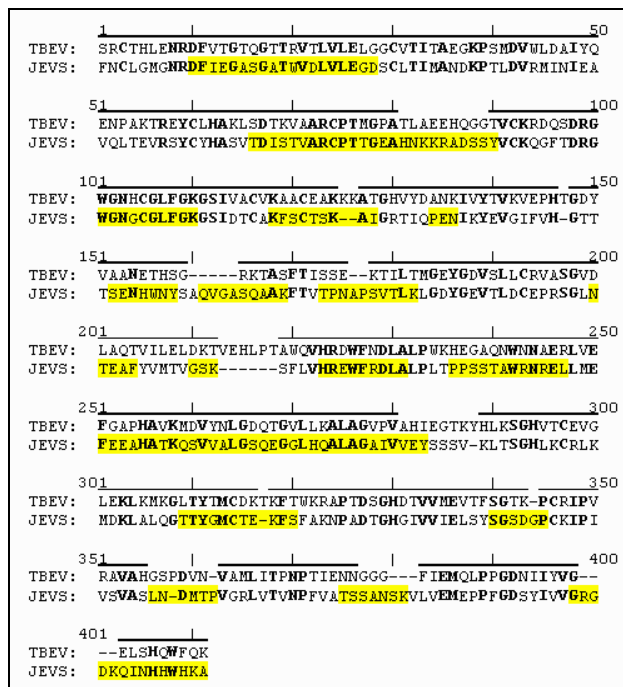 1 50
TBEV: SRCTHLENRDFVTGTQGTTRVTLVLELGGCVTITAEGKPSMDVWLDAIYQ
JEVS: FNCLGMGNRDFIEGASGATWVDLVLEGDSCLTIMANDKPTLDVRMINIEA
51 100
TBEV: ENPAKTREYCLHAKLSDTKVAARCPTMGPATLAEEHQGGTVCKRDQSDRG
JEVS: VQLTEVRSYCYHASVTDISTVARCPTTGEAHNKKRADSSYVCKQGFTDRG
101 150
TBEV: WGNHCGLFGKGSIVACVKAACEAKKKATGHVYDANKIVYTVKVEPHTGDY
JEVS: WGNGCGLFGKGSIDTCAKFSCTSK--AIGRTIQPENIKYEVGIFVH-GTT
151 200
TBEV: VAANETHSG-----RKTASFTISSE--KTILTMGEYGDVSLLCRVASGVD
JEVS: TSENHWNYSAQVGASQAAKFTVTPNAPSVTLKLGDYGEVTLDCEPRSGLN
201 250
TBEV: LAQTVILELDKTVEHLPTAWQVHRDWFNDLALPWKHEGAQNWNNAERLVE
JEVS: TEAFYVMTVGSK------SFLVHREWFRDLALPLTPPSSTAWRNRELLME
251 300
TBEV: FGAPHAVKMDVYNLGDQTGVLLKALAGVPVAHIEGTKYHLKSGHVTCEVG
JEVS: FEEAHATKQSVVALGSQEGGLHQALAGAIVVEYSSSV-KLTSGHLKCRLK
301 350
TBEV: LEKLKMKGLTYTMCDKTKFTWKRAPTDSGHDTVVMEVTFSGTK-PCRIPV
JEVS: MDKLALQGTTYGMCTE-KFSFAKNPADTGHGIVVIELSYSGSDGPCKIPI
351 400
TBEV: RAVAHGSPDVN-VAMLITPNPTIENNGGG---FIEMQLPPGDNIIYVG--
JEVS: VSVASLN-DMTPVGRLVTVNPFVATSSANSKVLVEMEPPFGDSYIVVGRG
401
TBEV: --ELSHQWFQK
JEVS: DKQINHHWHKA